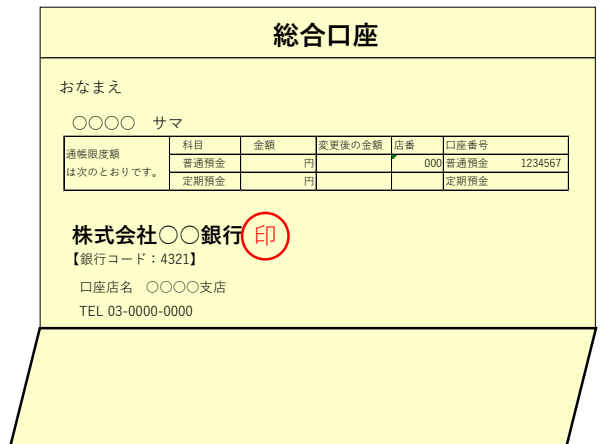 総合口座
おなまえ
○○○○　サマ
通帳限度額
は次のとおりです。
科目 金額 変更後の金額 店番 口座番号
普通預金 円 000 普通預金 1234567
定期預金 円 定期預金
株式会社○○銀行 印
【銀行コード：4321】
口座店名　○○○○支店
TEL 03-0000-0000